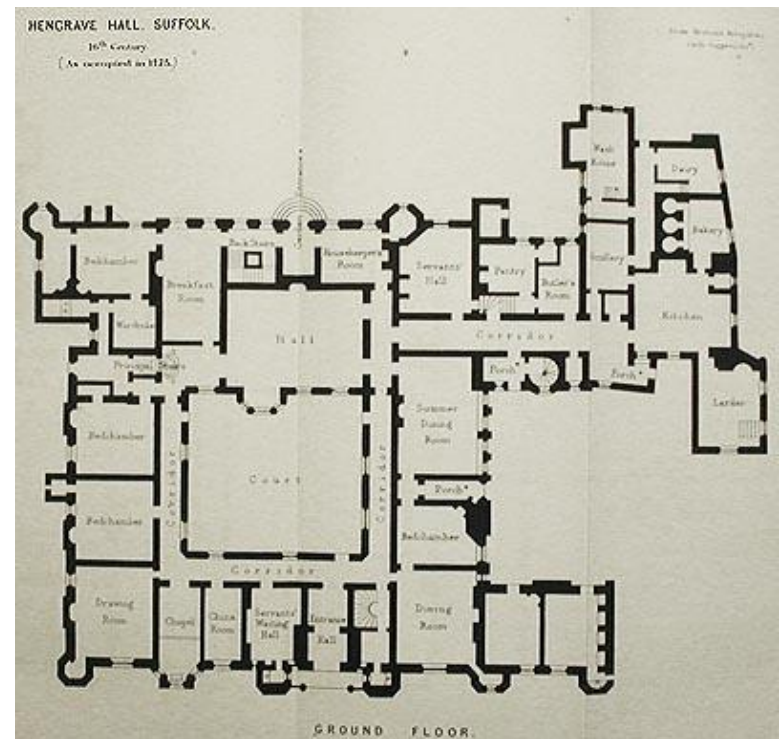 HENGRAVE HALL, SUFFOLK.
16th Century
(As occupied in 1775.)
Wash
House
Dairy
Bakery
Scullery
Kitchen
Larder
Bedchamber
Breakfast
Room
Back Stairs
Housekeeper's
Room
Servants'
Hall
Pantry
Butler's
Room
Wardrobe
Hall
Corridor
Principal Stairs
Porch*
Porch*
Bedchamber
Summer
Dining
Room
Court
Corridor
Corridor
Porch*
Bedchamber
Bedchamber
Corridor
Drawing
Room
Chapel
China
Room
Servants'
Waiting
Hall
Entrance
Hall
Dining
Room
GROUND FLOOR.